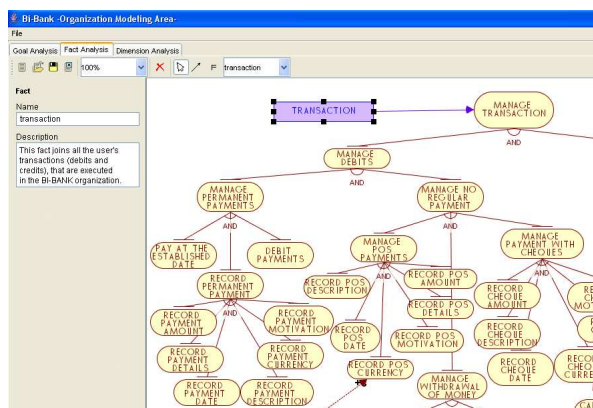 Bi-Bank -Organization Modeling Area-
File
Goal Analysis Fact Analysis Dimension Analysis
100%
F transaction
Fact
Name
transaction
Description
This fact joins all the user's
transactions (debits and
credits), that are executed
in the BI-BANK organization.
TRANSACTION
MANAGE
TRANSACTION
AND
MANAGE
DEBITS
AND
MANAGE
PERMANENT
PAYMENTS
AND
MANAGE NO
REGULAR
PAYMENT
AND
PAY AT THE
ESTABLISHED
DATE
DEBIT
PAYMENTS
RECORD
PERMANENT
PAYMENT
AND
MANAGE
POS
PAYMENTS
AND
MANAGE
PAYMENT WITH
CHEQUES
AND
RECORD
PAYMENT
AMOUNT
RECORD
PAYMENT
MOTIVATION
RECORD
PAYMENT
DETAILS
RECORD
PAYMENT
CURRENCY
RECORD
PAYMENT
DATE
RECORD
PAYMENT
DESCRIPTION
RECORD POS
DESCRIPTION
RECORD POS
AMOUNT
RECORD POS
DETAILS
RECORD
POS
DATE
RECORD POS
MOTIVATION
RECORD POS
CURRENCY
MANAGE
WITHDRAWAL
OF MONEY
RECORD
CHEQUE
AMOUNT
RECORD
CHEQUE
DESCRIPTION
RECORD
CHEQUE
DATE